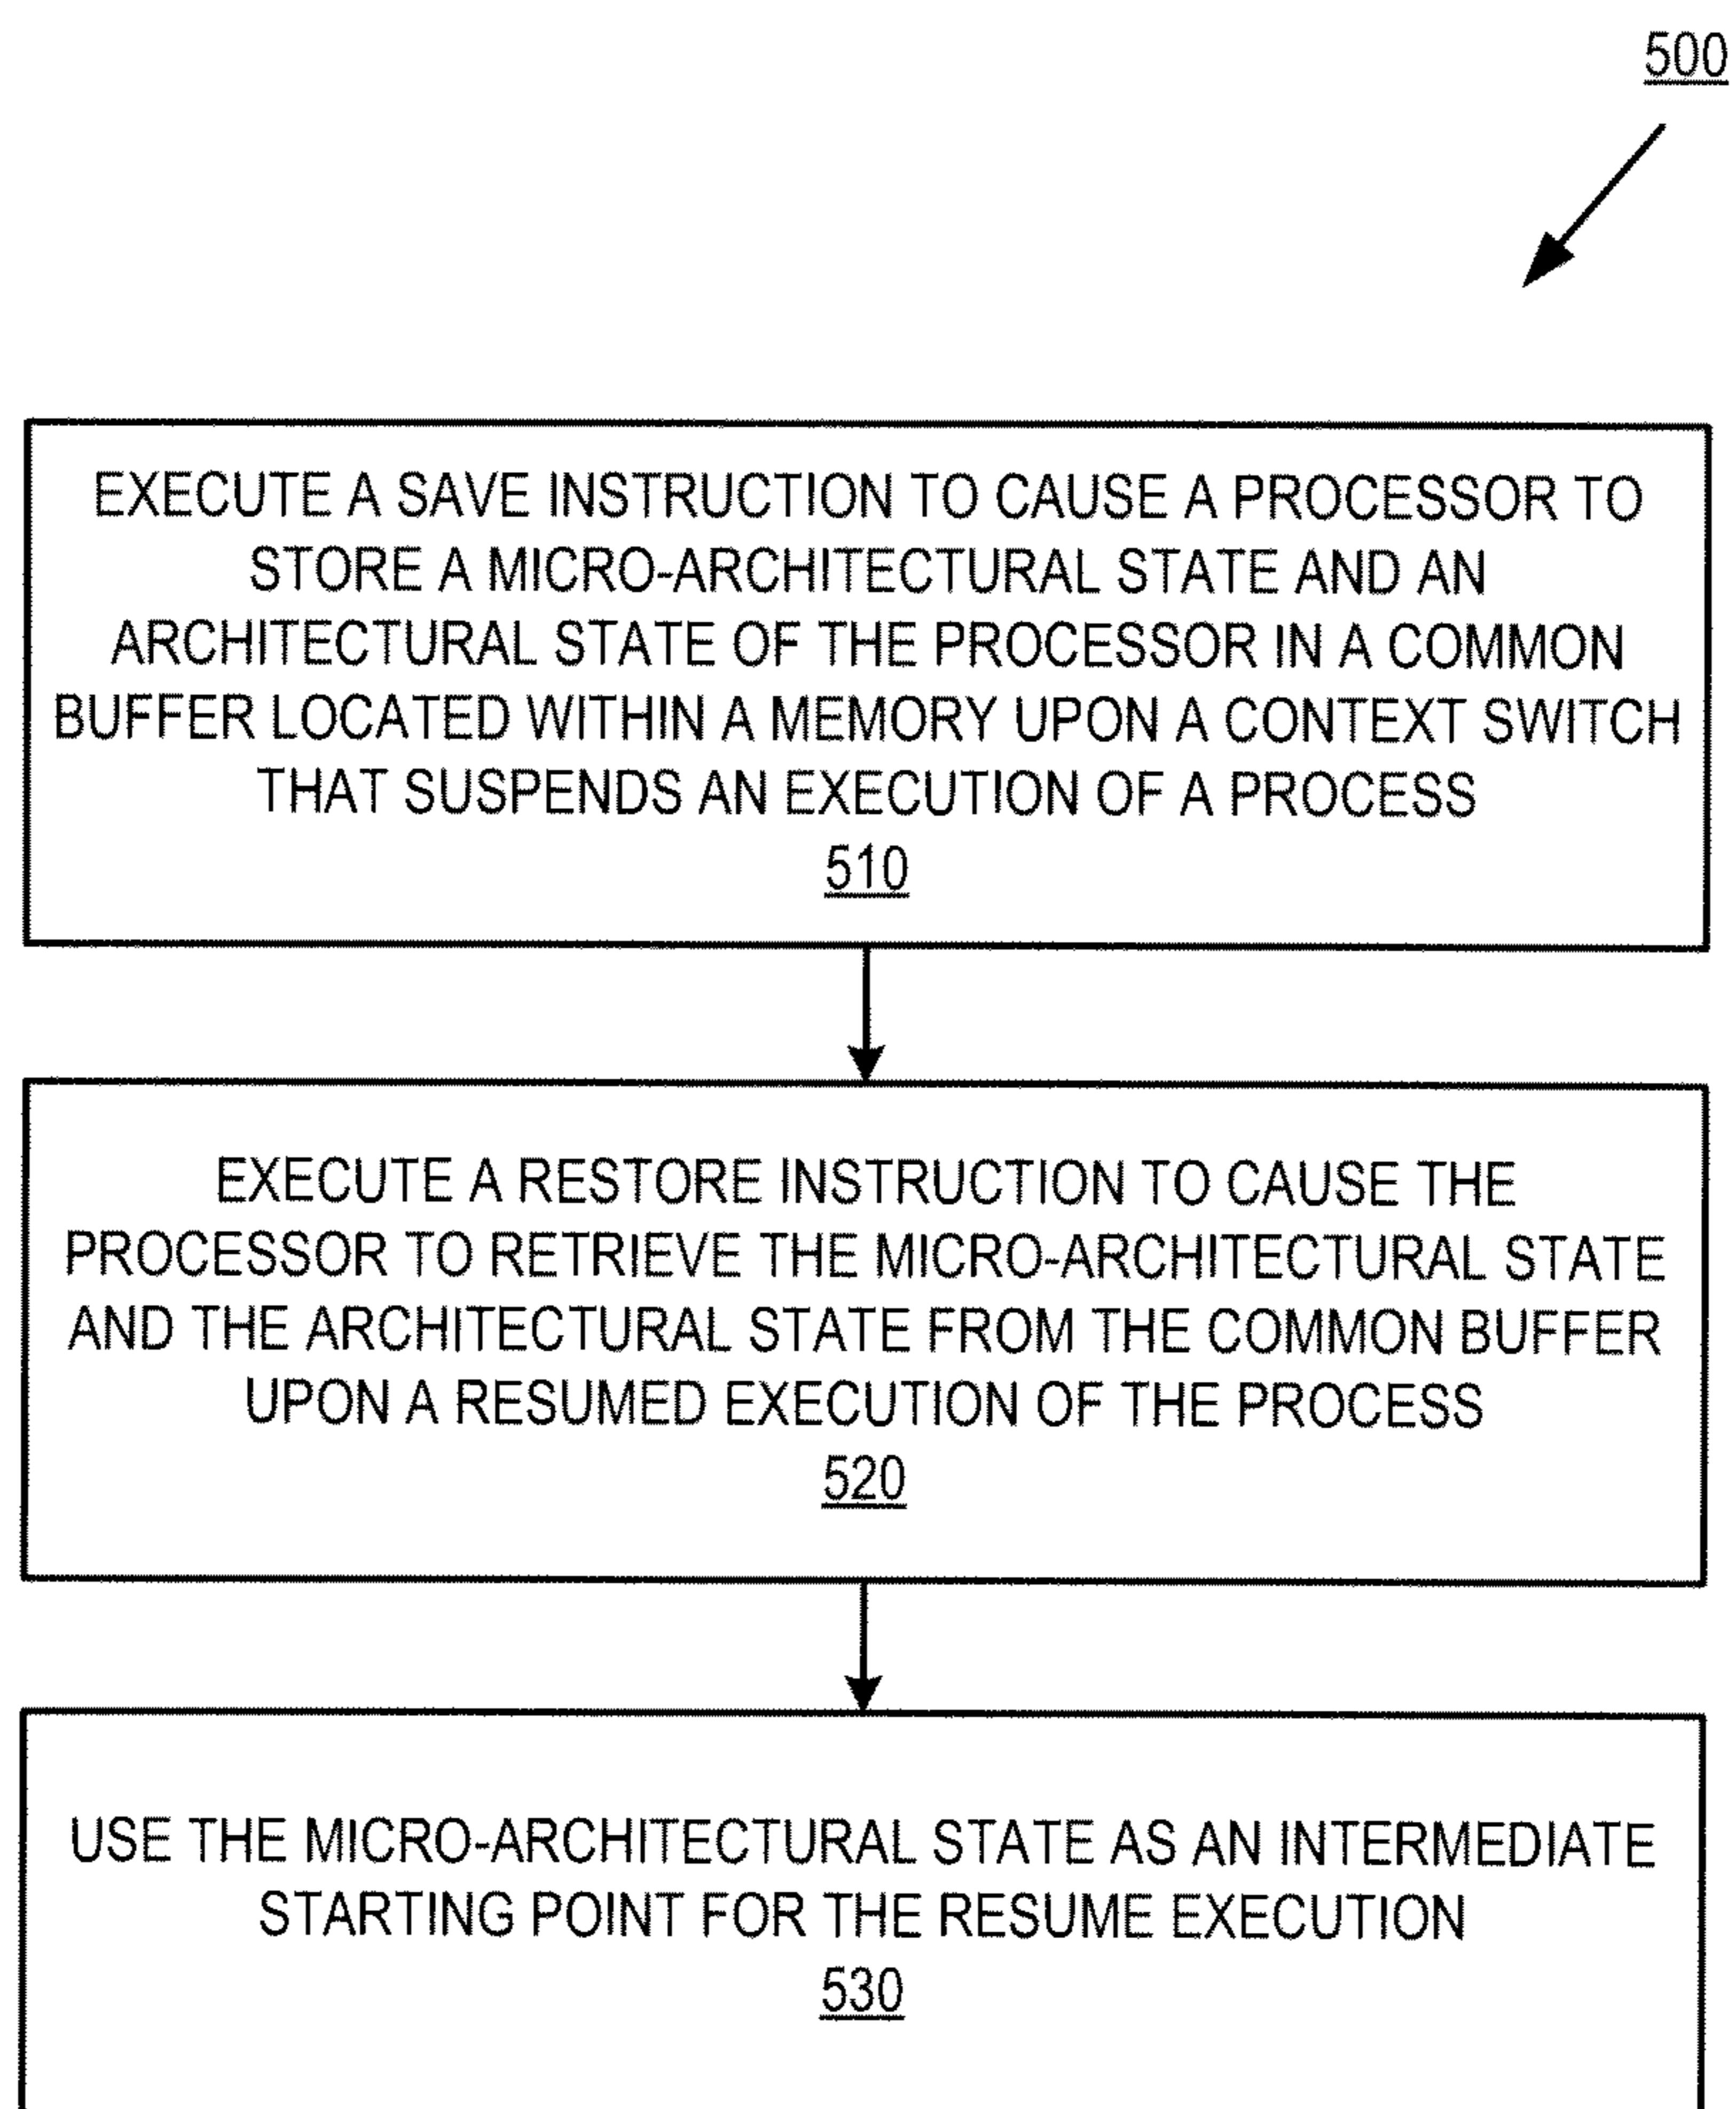 500
EXECUTE A SAVE INSTRUCTION TO CAUSE A PROCESSOR TO
STORE A MICRO-ARCHITECTURAL STATE AND AN
ARCHITECTURAL STATE OF THE PROCESSOR IN A COMMON
BUFFER LOCATED WITHIN A MEMORY UPON A CONTEXT SWITCH
THAT SUSPENDS AN EXECUTION OF A PROCESS
510
EXECUTE A RESTORE INSTRUCTION TO CAUSE THE
PROCESSOR TO RETRIEVE THE MICRO-ARCHITECTURAL STATE
AND THE ARCHITECTURAL STATE FROM THE COMMON BUFFER
UPON A RESUMED EXECUTION OF THE PROCESS
520
USE THE MICRO-ARCHITECTURAL STATE AS AN INTERMEDIATE
STARTING POINT FOR THE RESUME EXECUTION
530